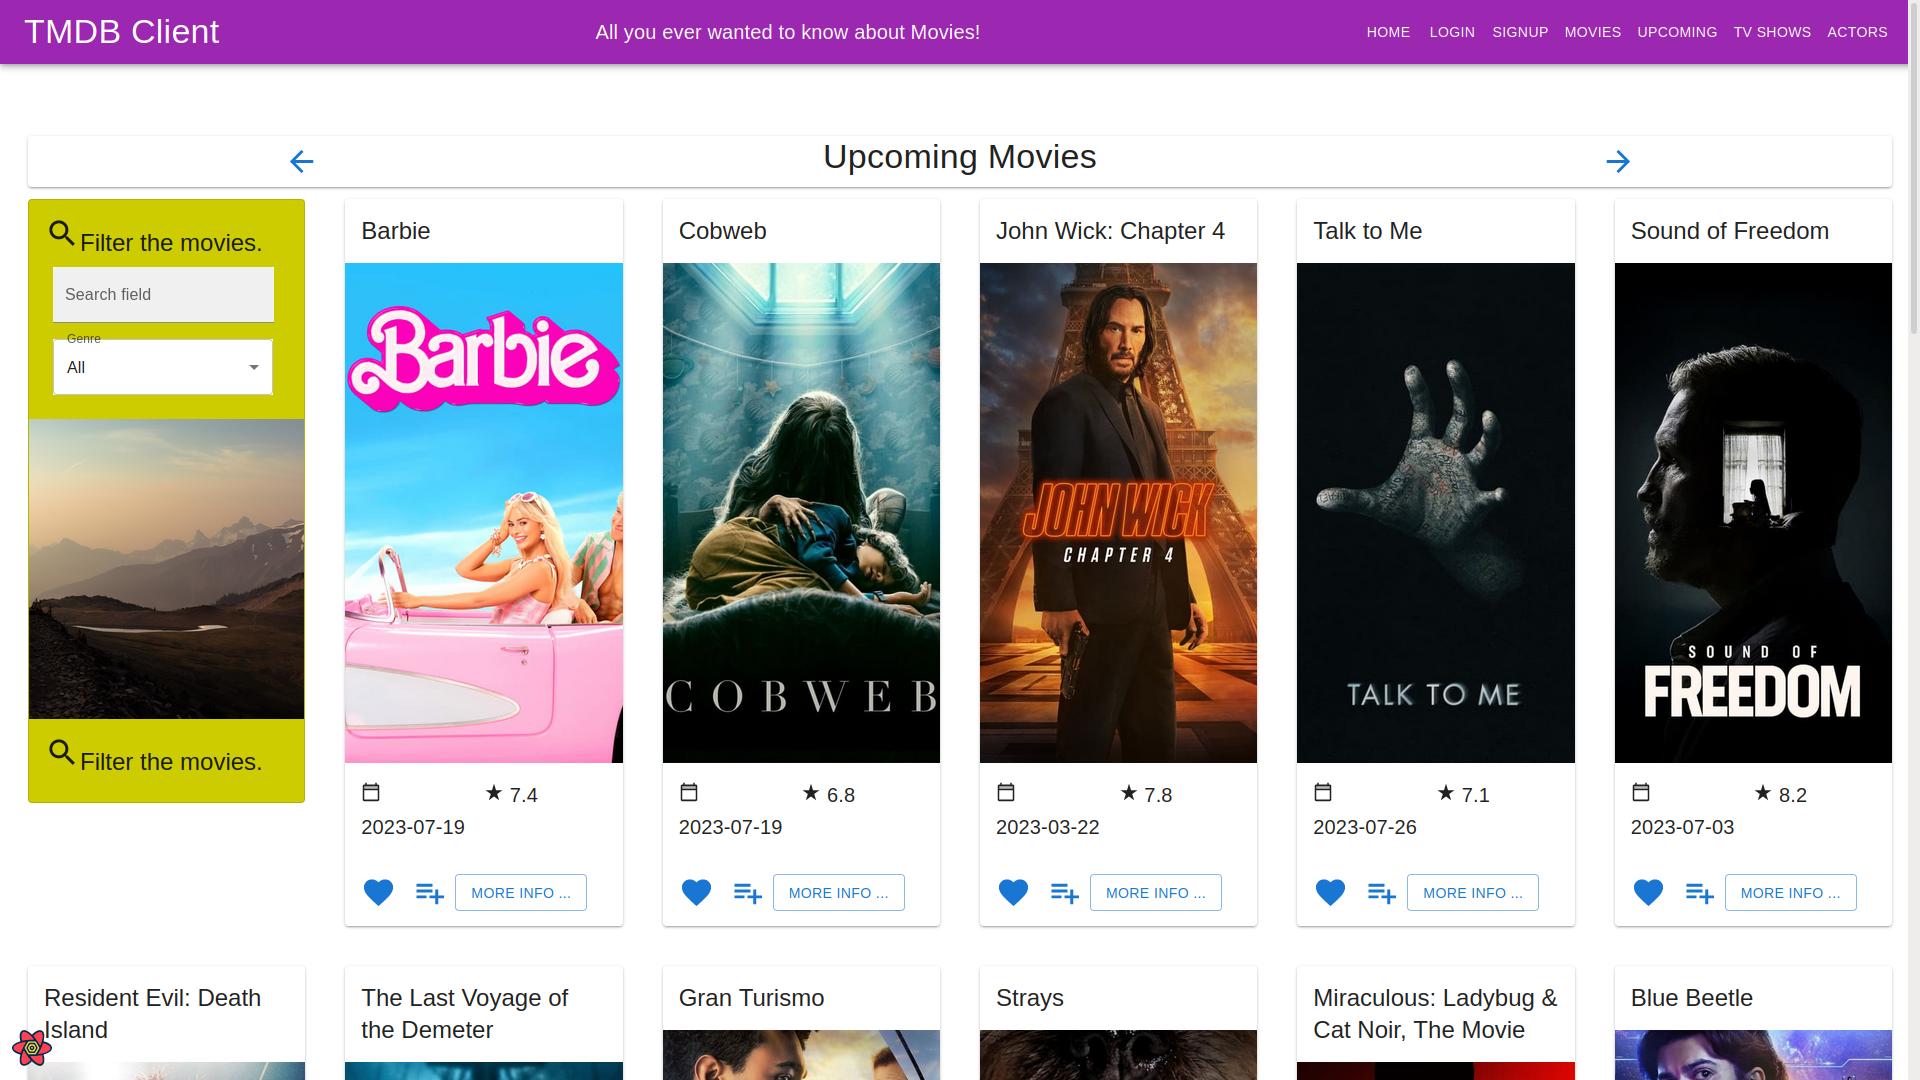 TMDB Client
All you ever wanted to know about Movies!
HOME LOGIN SIGNUP MOVIES UPCOMING TV SHOWS ACTORS
Upcoming Movies
Filter the movies.
Search field
Genre
All
Filter the movies.
Barbie
Barbie
7.4
2023-07-19
MORE INFO ...
Cobweb
COBWEB
6.8
2023-07-19
MORE INFO ...
John Wick: Chapter 4
JOHN WICK
CHAPTER 4
7.8
2023-03-22
MORE INFO ...
Talk to Me
TALK TO ME
7.1
2023-07-26
MORE INFO ...
Sound of Freedom
SOUND OF
FREEDOM
8.2
2023-07-03
MORE INFO ...
Resident Evil: Death
Island
The Last Voyage of
the Demeter
Gran Turismo
Strays
Miraculous: Ladybug &
Cat Noir, The Movie
Blue Beetle